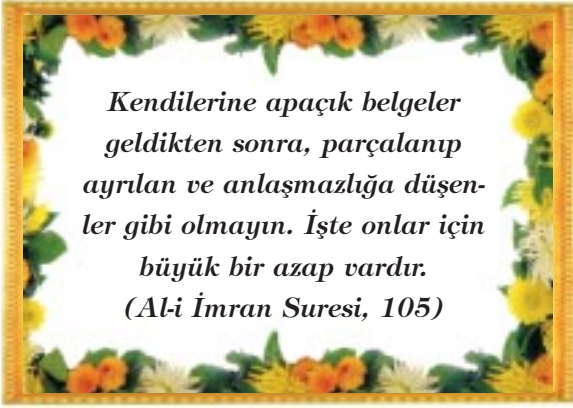 Kendilerine apaçık belgeler
geldikten sonra, parçalanıp
ayrılan ve anlaşmazlığa düşen-
ler gibi olmayın. İşte onlar için
büyük bir azap vardır.
(Al-i İmran Suresi, 105)